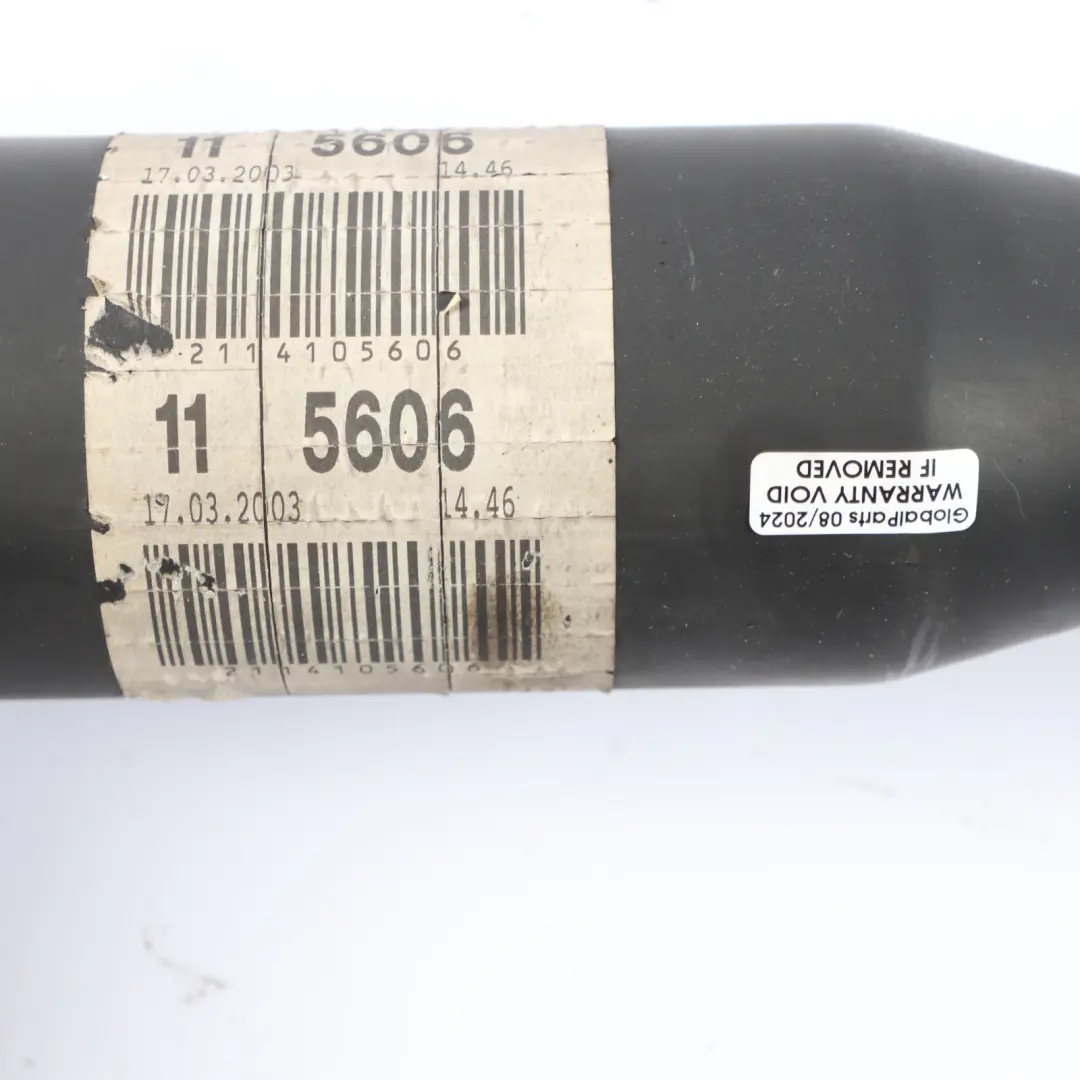 11 5606
17.03.2003 14.46
2114105606
11 5606
17.03.2003 14.46
2114105606
GlobalParts 08/2024
WARRANTY VOID
IF REMOVED